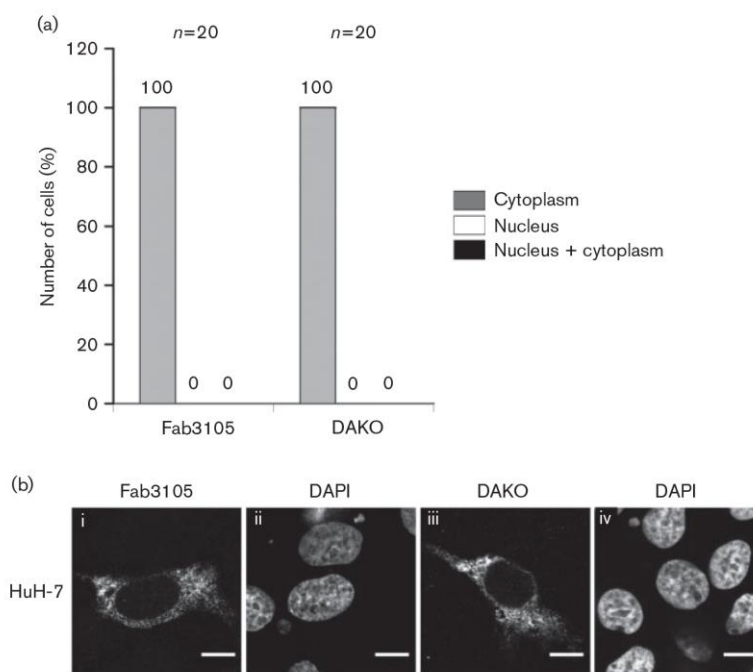 (a)
n=20 n=20
120
100 100
100
80
60
40
20
0 0 0 0
0
Number of cells (%)
Fab3105 DAKO
Cytoplasm
Nucleus
Nucleus + cytoplasm
(b)
Fab3105 DAPI DAKO DAPI
i ii iii iv
HuH-7